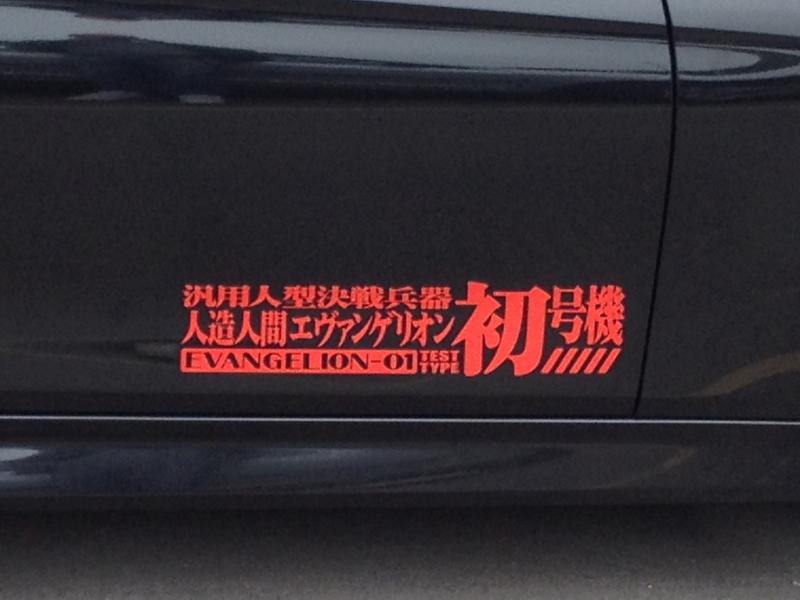 汎用人型決戦兵器
人造人間エヴァンゲリオン
EVANGELION-01
TEST
TYPE
初号機